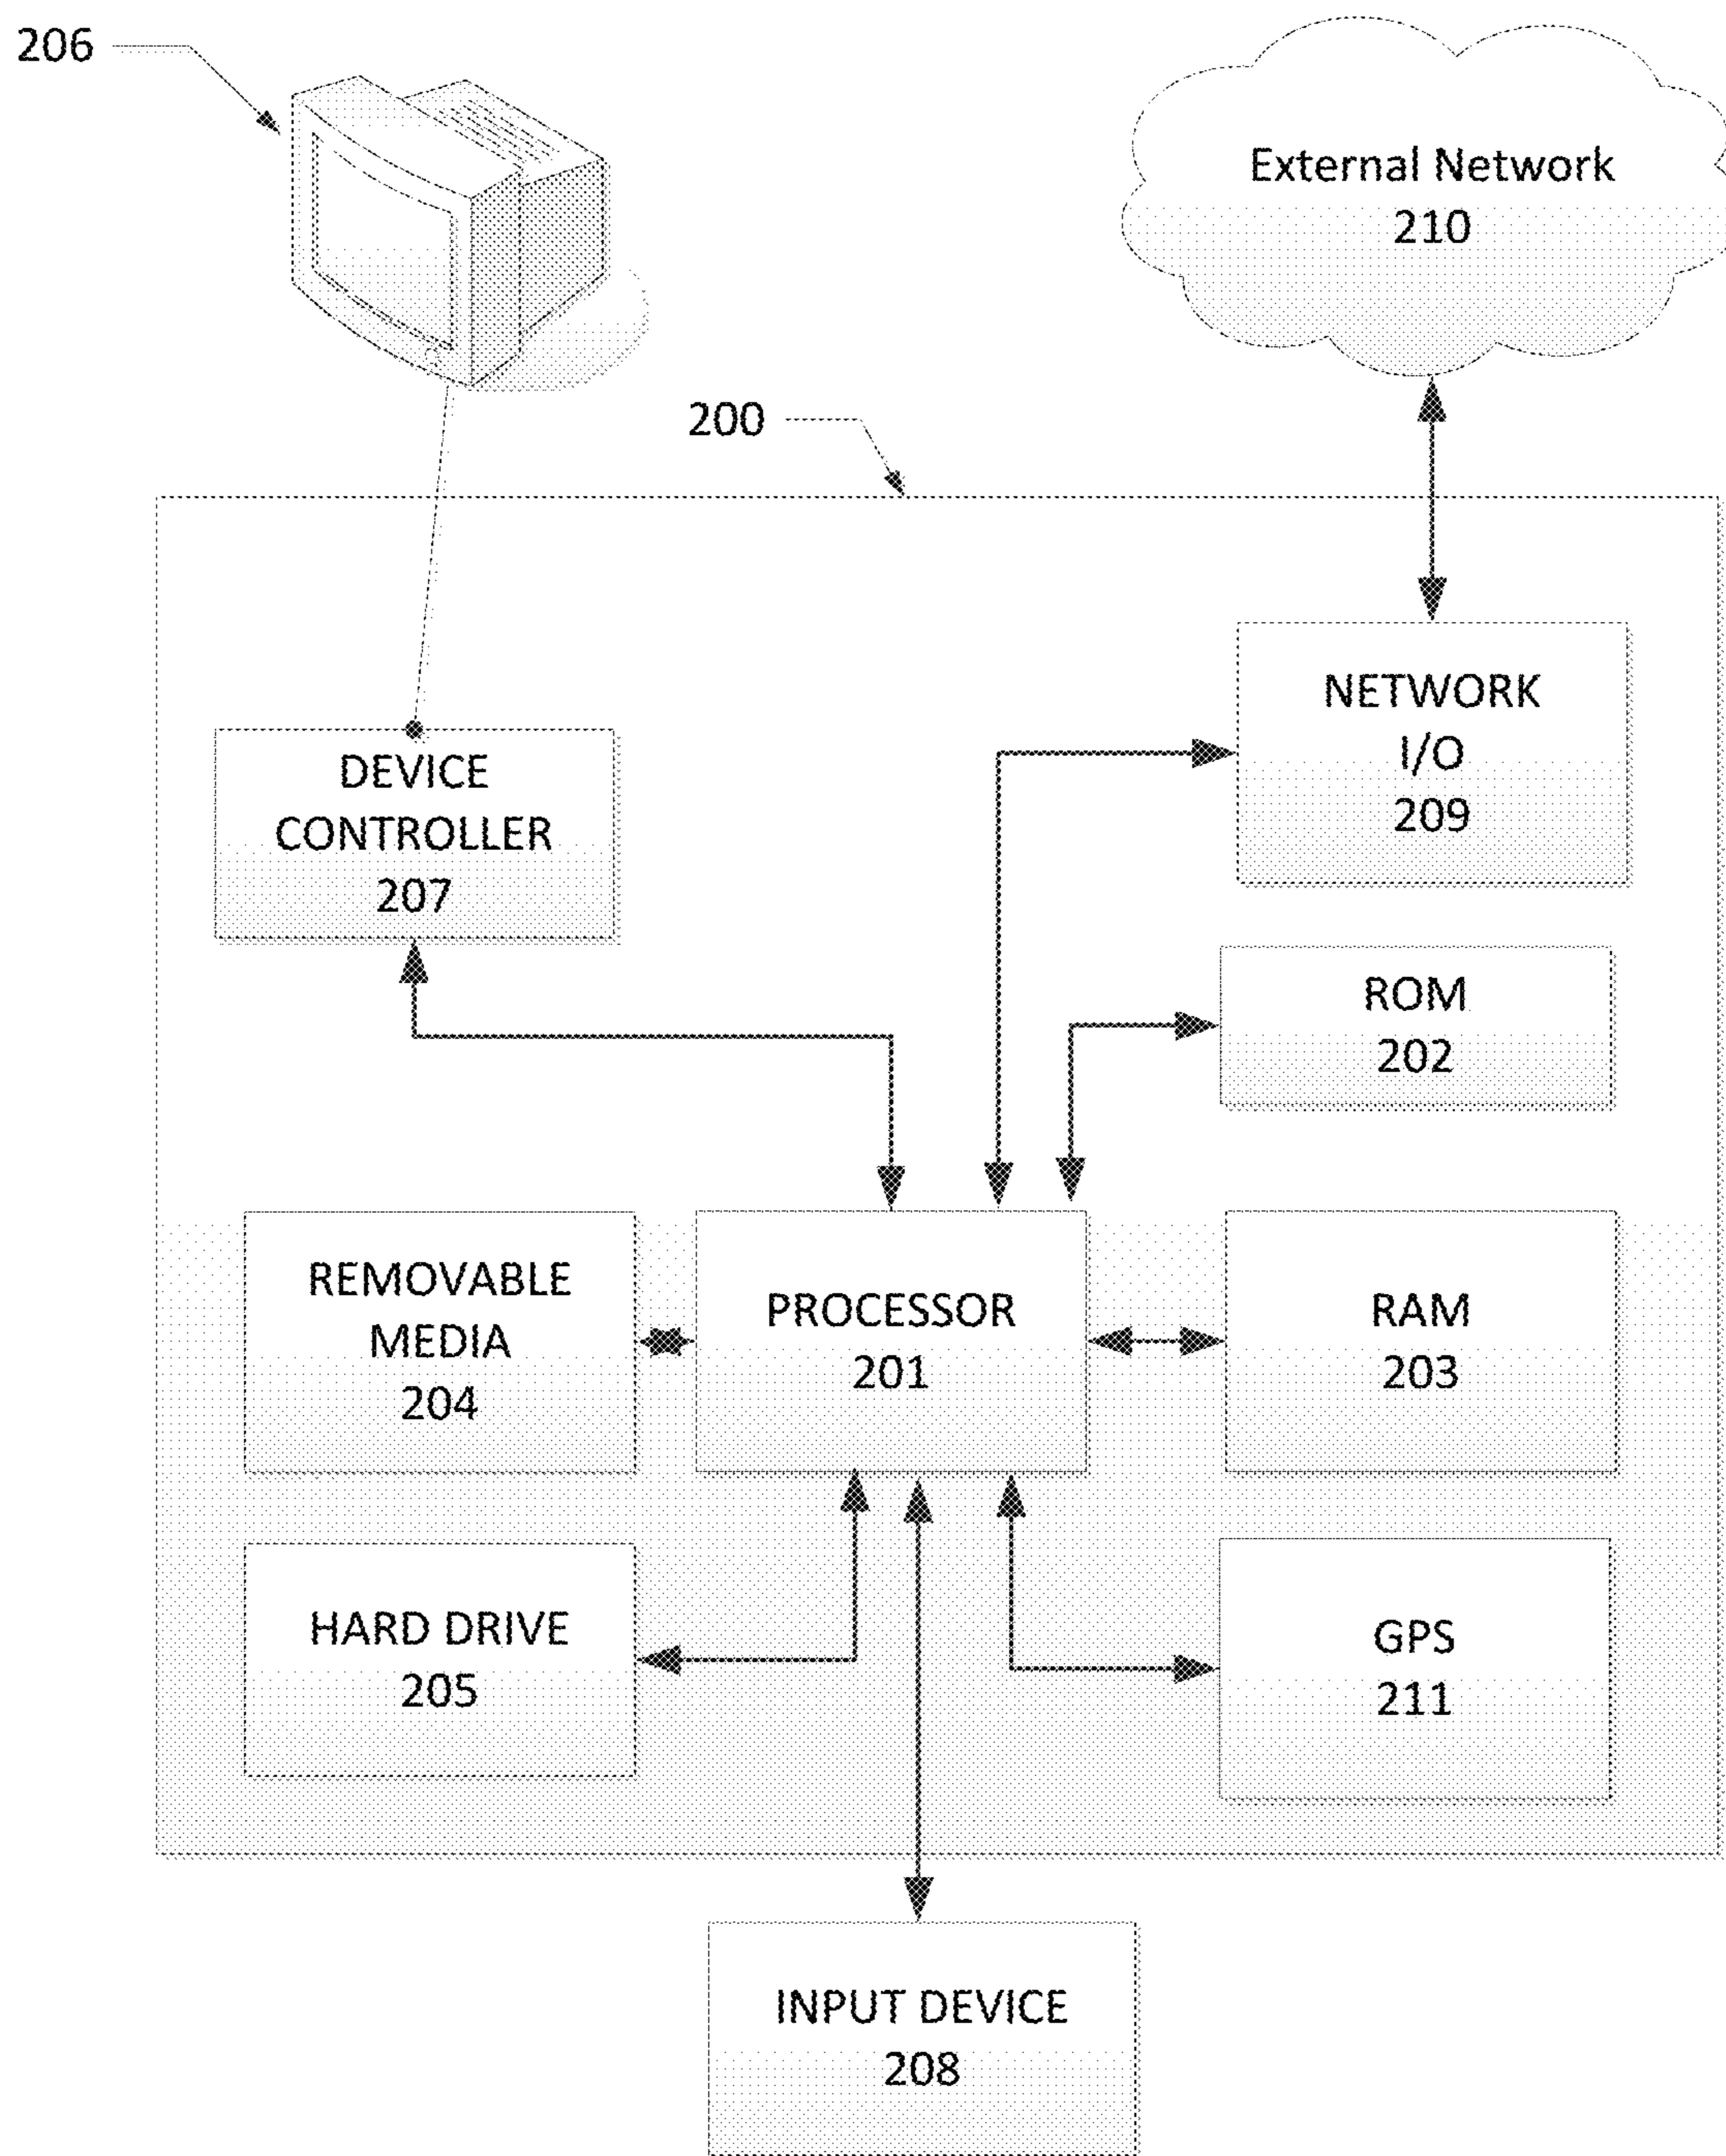 206
External Network
210
200
NETWORK
I/O
209
DEVICE
CONTROLLER
207
ROM
202
REMOVABLE
MEDIA
204
PROCESSOR
201
RAM
203
HARD DRIVE
205
GPS
211
INPUT DEVICE
208